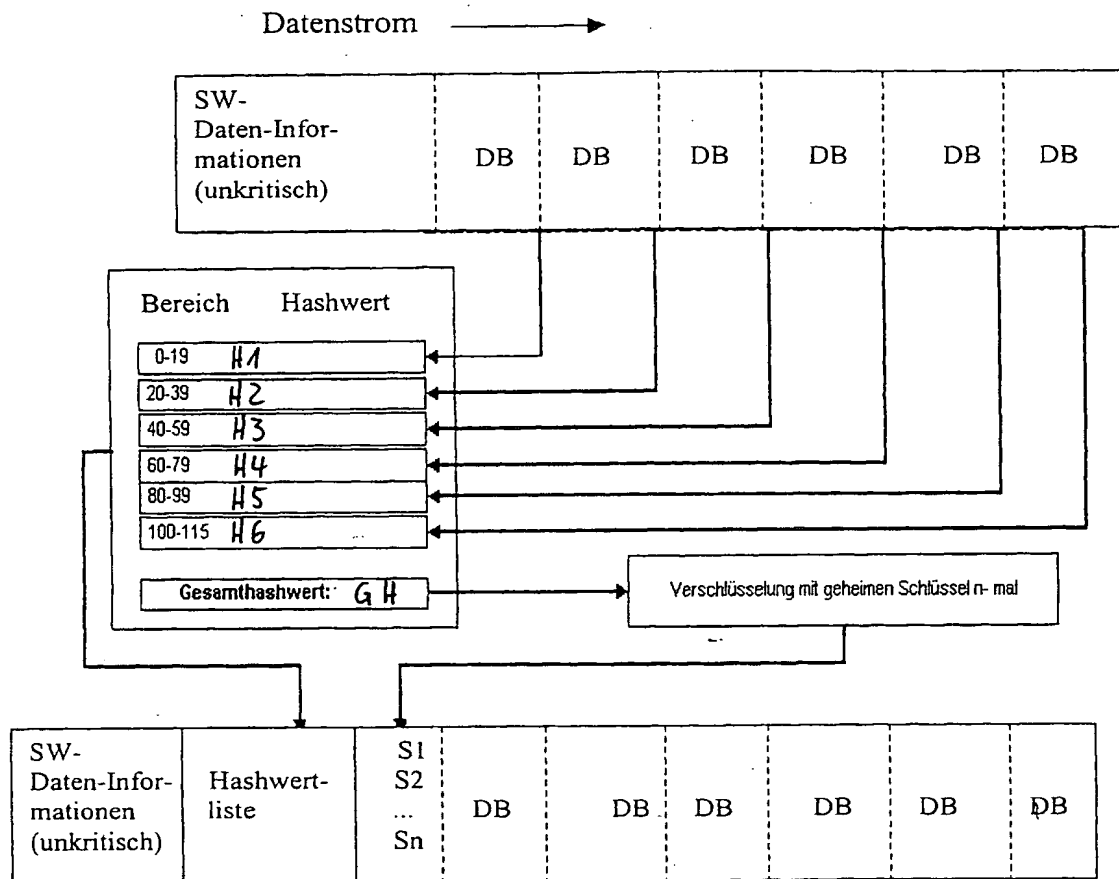 Datenstrom
SW-
Daten-Infor-
mationen
(unkritisch)
DB DB DB DB DB DB
Bereich Hashwert
0-19 H1
20-39 H2
40-59 H3
60-79 H4
80-99 H5
100-115 H6
Gesamthashwert: GH
Verschlüsselung mit geheimen Schlüssel n- mal
SW-
Daten-Infor-
mationen
(unkritisch)
Hashwert-
liste
S1
S2
...
Sn
DB DB DB DB DB DB